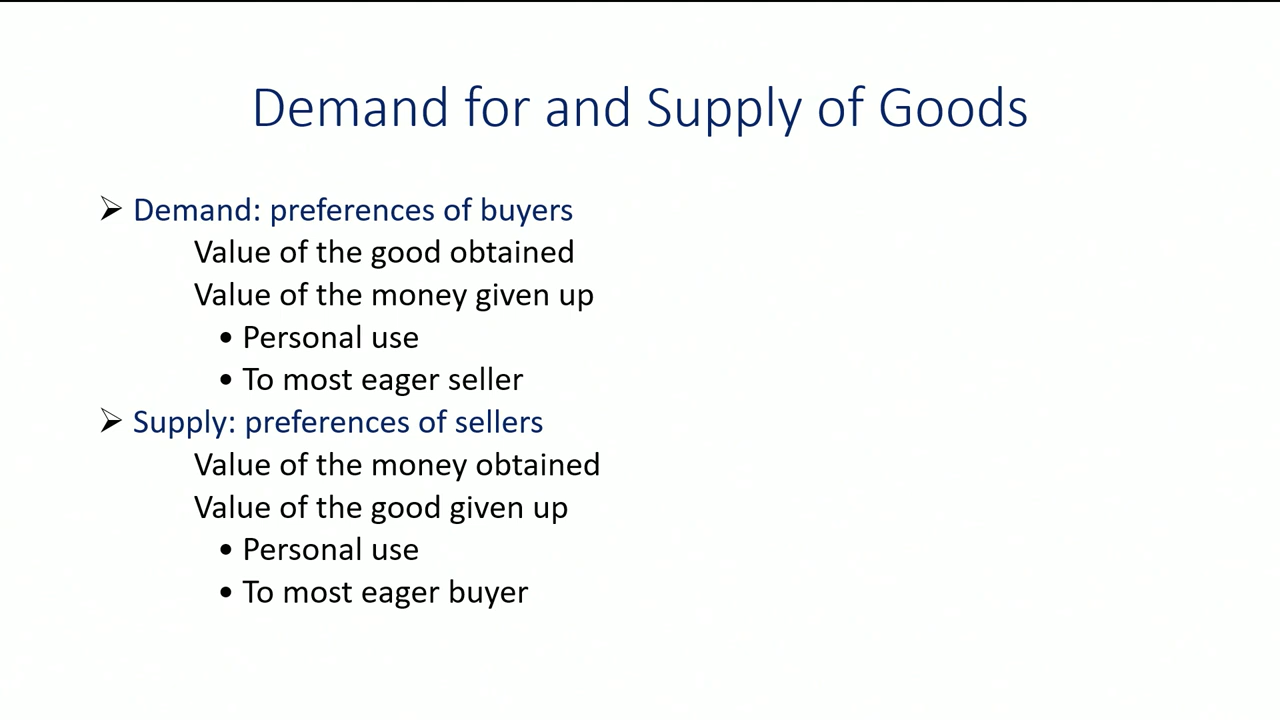 Demand for and Supply of Goods
➢ Demand: preferences of buyers
Value of the good obtained
Value of the money given up
• Personal use
• To most eager seller
➢ Supply: preferences of sellers
Value of the money obtained
Value of the good given up
• Personal use
• To most eager buyer